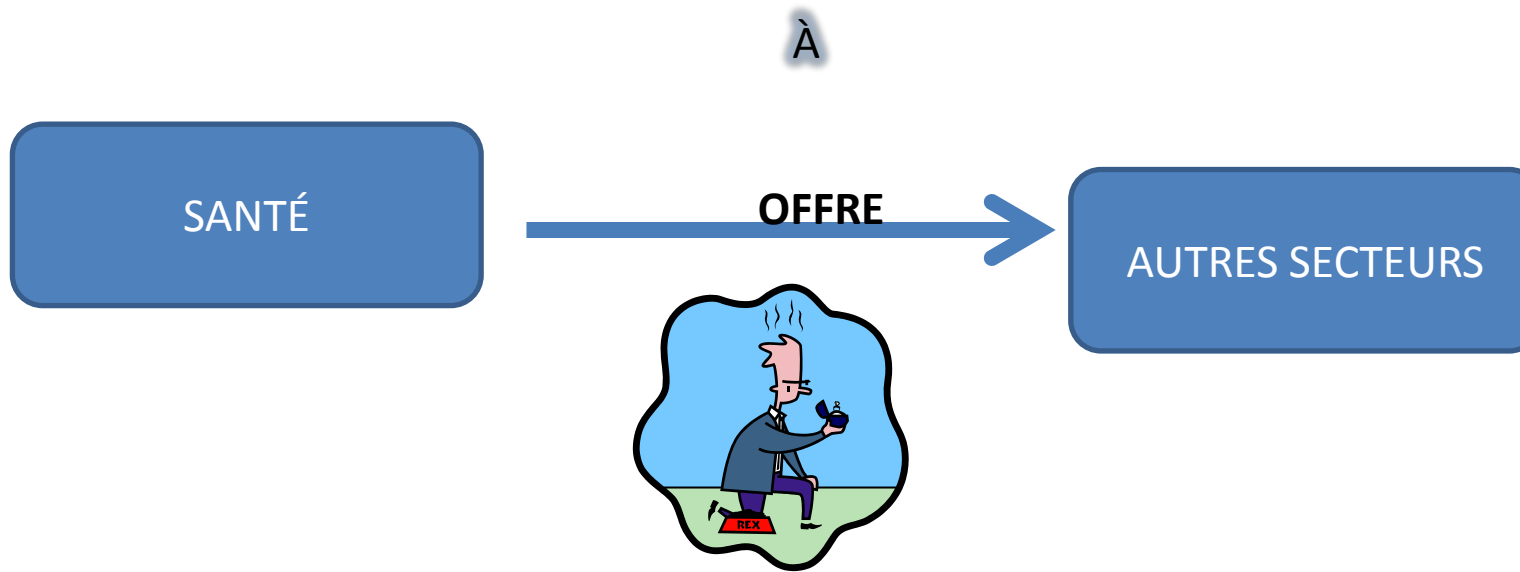 À
SANTÉ
OFFRE
AUTRES SECTEURS
REX